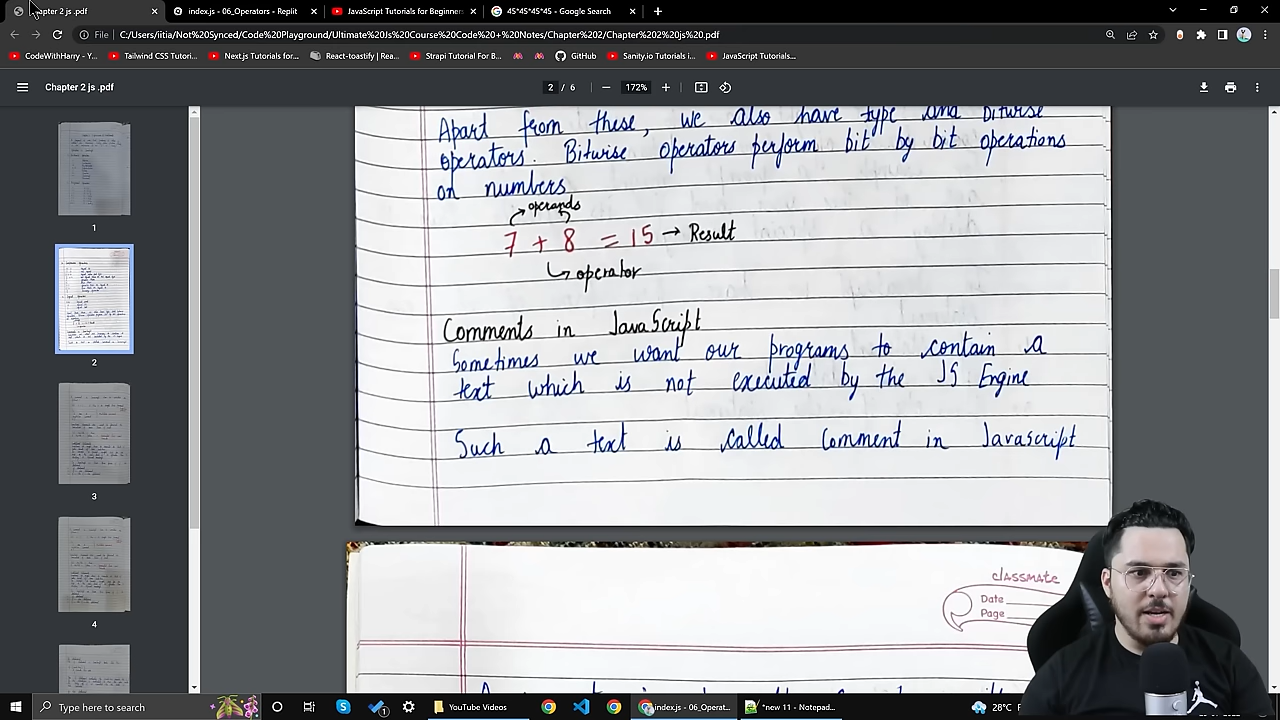 Chapter 2 js .pdf
index.js - 06_Operators - Replit
JavaScript Tutorials for Beginner
45*45*45*45 - Google Search
File
C:/Users/iitia/Not%20Synced/Code%20Playground/Ultimate%20Js%20Course%20Code%20+%20Notes/Chapter%202/Chapter%202%20js%20.pdf
CodeWithHarry - Y...
Tailwind CSS Tutori...
Next.js Tutorials for...
React-toastify | Rea...
Strapi Tutorial For B...
GitHub
Sanity.io Tutorials i...
JavaScript Tutorials...
Chapter 2 js .pdf
2 / 6
172%
Apart from these, we also have type and Bitwise
operators. Bitwise operators perform bit by bit operations
on numbers
operands
7 + 8 = 15 → Result
operator
Comments in JavaScript
Sometimes we want our programs to contain a
text which is not executed by the JS Engine
Such a text is called comment in Javascript
1
2
3
4
classmate
Date
Page
Type here to search
1
YouTube Videos
index.js - 06_Operat...
*new 11 - Notepad...
28°C